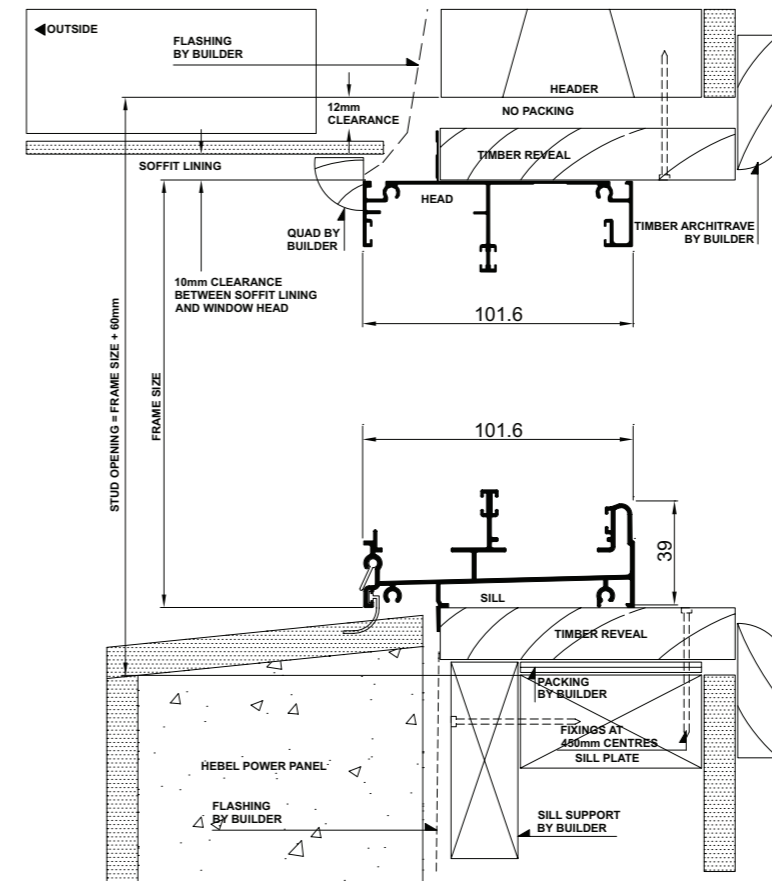 OUTSIDE
FLASHING
BY BUILDER
HEADER
12mm
CLEARANCE
NO PACKING
SOFFIT LINING
TIMBER REVEAL
HEAD
QUAD BY
BUILDER
TIMBER ARCHITRAVE
BY BUILDER
10mm CLEARANCE
BETWEEN SOFFIT LINING
AND WINDOW HEAD
101.6
STUD OPENING = FRAME SIZE + 60mm
FRAME SIZE
101.6
39
SILL
TIMBER REVEAL
PACKING
BY BUILDER
FIXINGS AT
450mm CENTRES
SILL PLATE
HEBEL POWER PANEL
FLASHING
BY BUILDER
SILL SUPPORT
BY BUILDER